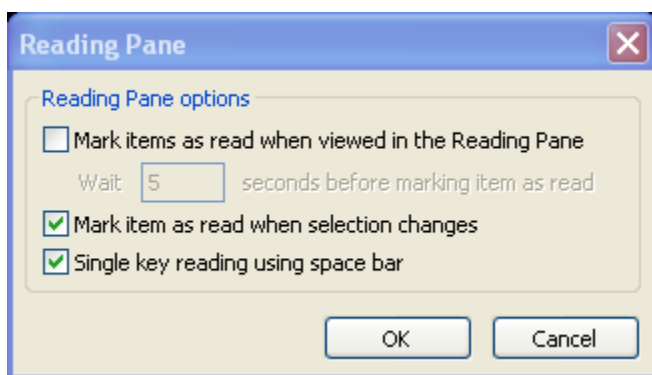 Reading Pane
Reading Pane options
Mark items as read when viewed in the Reading Pane
Wait 5 seconds before marking item as read
Mark item as read when selection changes
Single key reading using space bar
OK Cancel